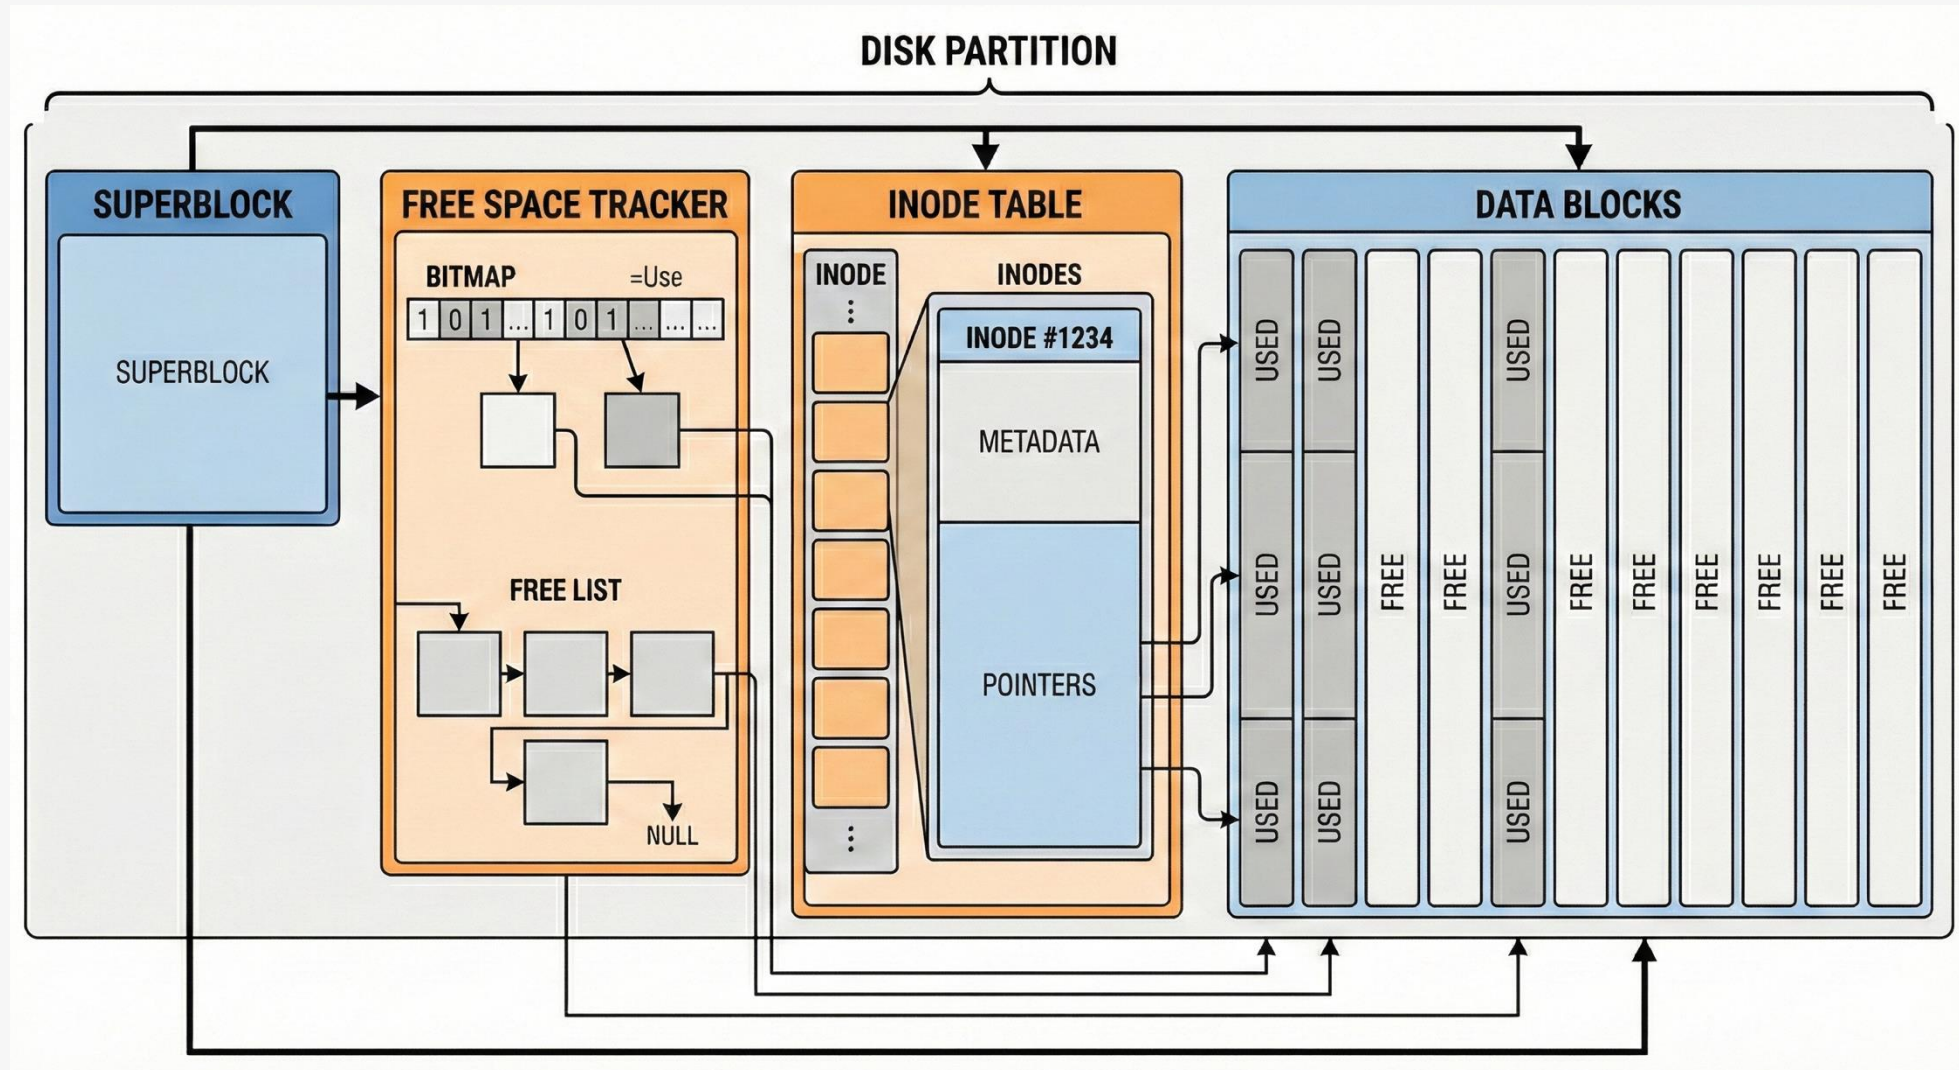 DISK PARTITION
SUPERBLOCK
SUPERBLOCK
FREE SPACE TRACKER
BITMAP
=Use
1 0 1 ... 1 0 1 ... ... ...
FREE LIST
NULL
INODE TABLE
INODE
⋮
⋮
INODES
INODE #1234
METADADA
POINTERS
DATA BLOCKS
USED
USED
USED
USED
USED
USED
FREE
FREE
USED
USED
USED
FREE
FREE
FREE
FREE
FREE
FREE